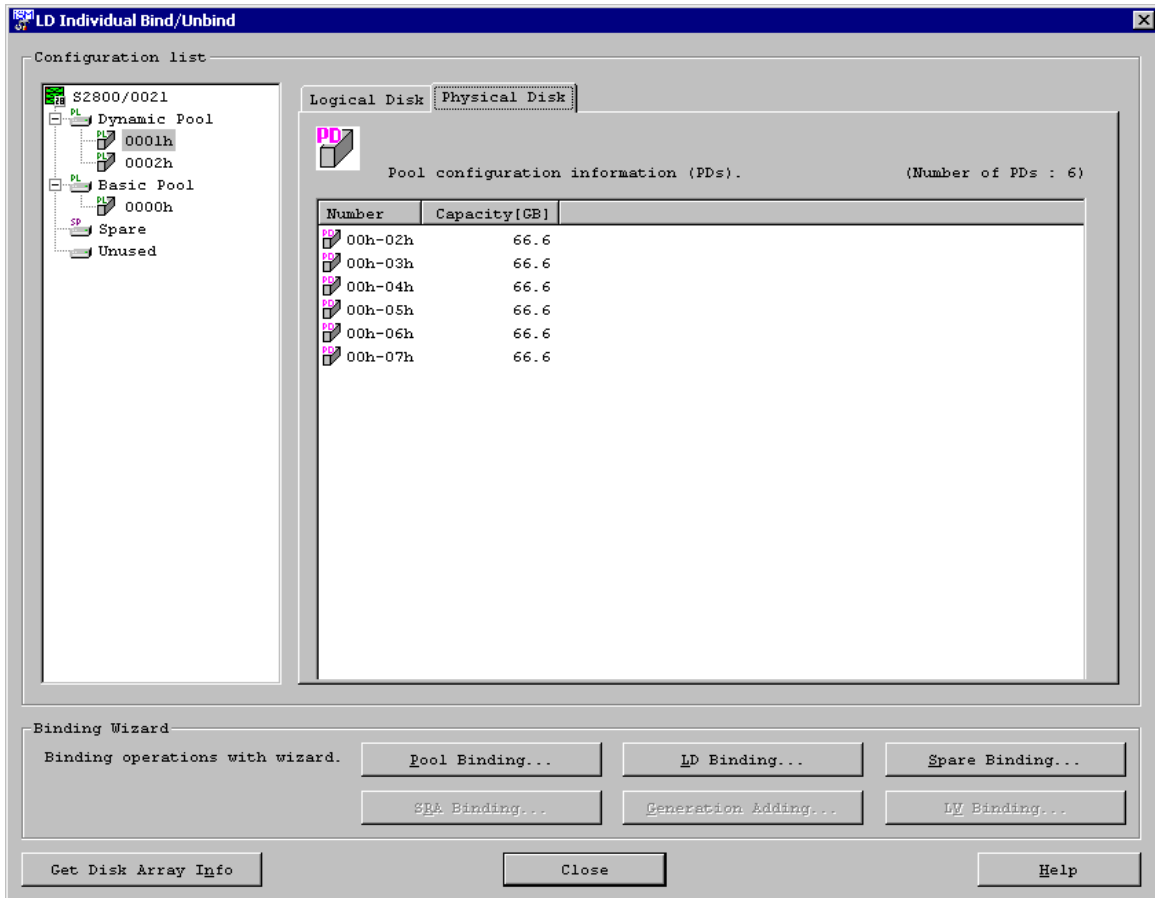 LD Individual Bind/Unbind
Configuration list
S2800/0021
Dynamic Pool
0001h
0002h
Basic Pool
0000h
Spare
Unused
Logical Disk Physical Disk
Pool configuration information (PDs). (Number of PDs : 6)
Number Capacity[GB]
00h-02h 66.6
00h-03h 66.6
00h-04h 66.6
00h-05h 66.6
00h-06h 66.6
00h-07h 66.6
Binding Wizard
Binding operations with wizard. Pool Binding... LD Binding... Spare Binding...
SRA Binding... Generation Adding... LV Binding...
Get Disk Array Info Close Help